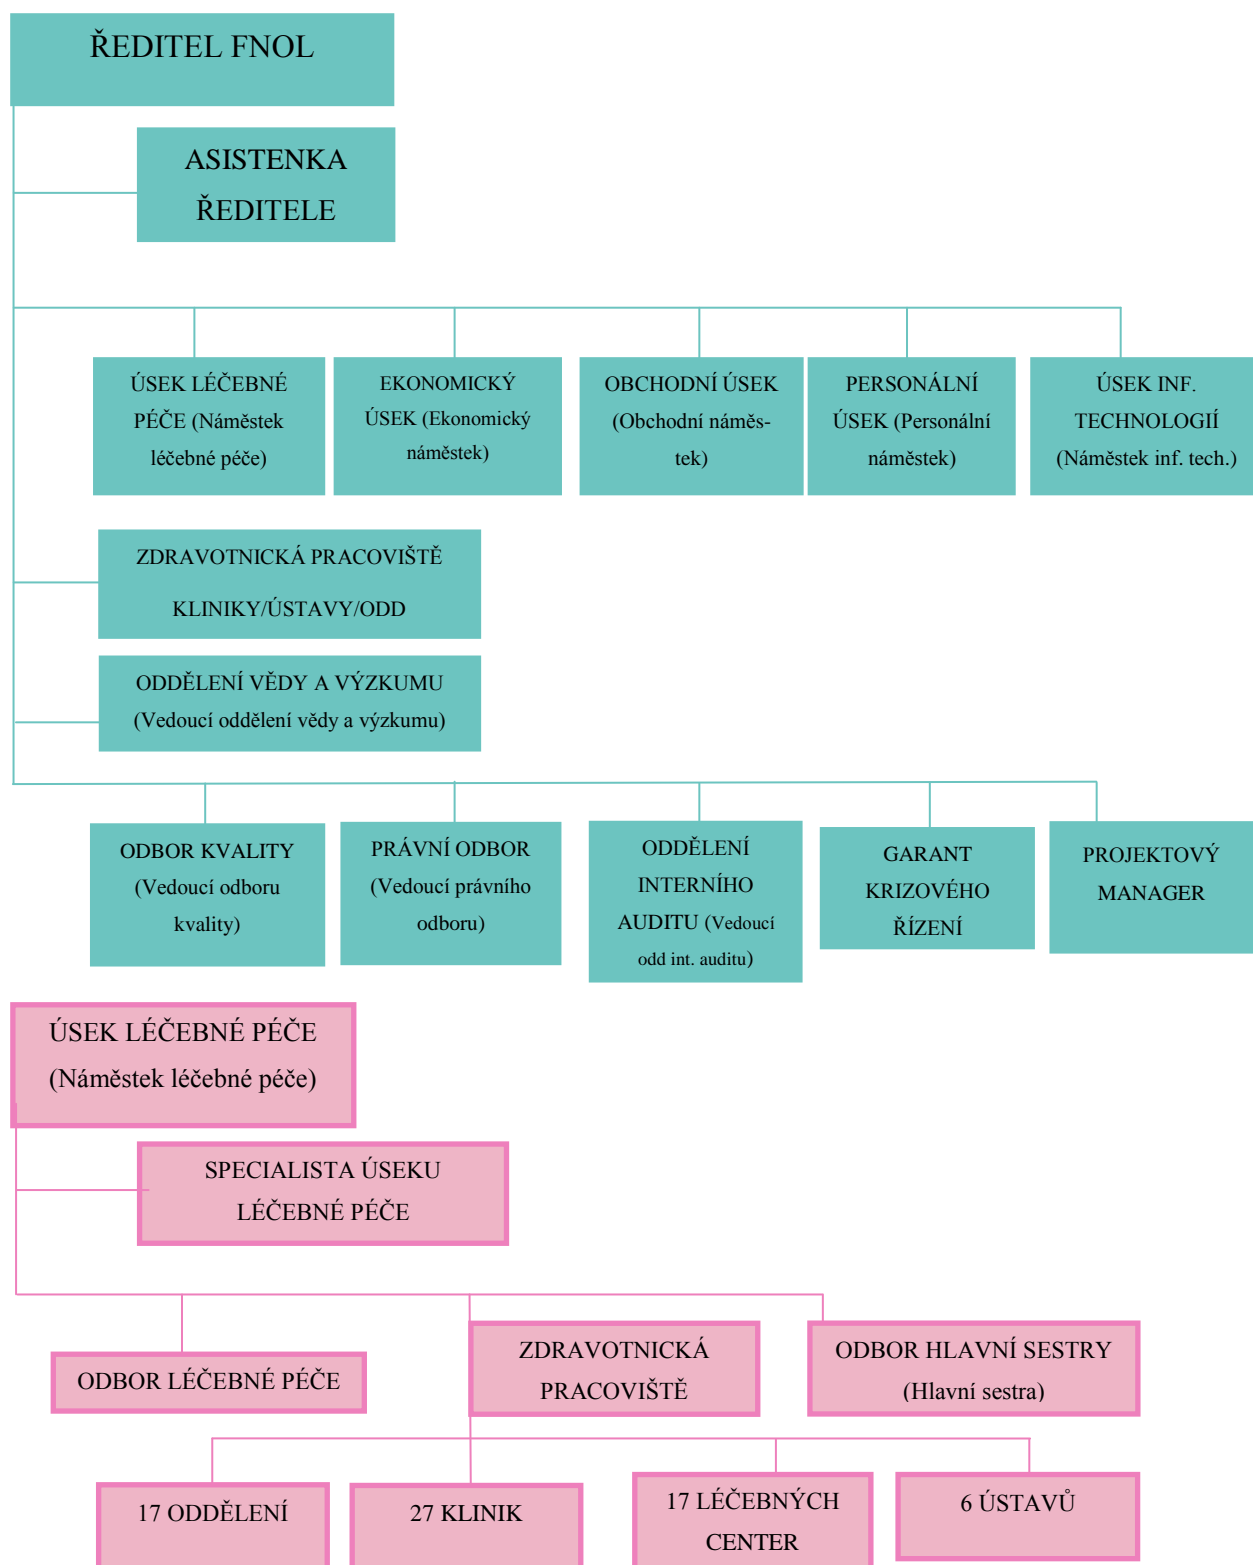 ŘEDITEL FNOL
ASISTENKA
ŘEDITELE
ÚSEK LÉČEBNÉ
PÉČE (Náměstek
léčebné péče)
EKONOMICKÝ
ÚSEK (Ekonomický
náměstek)
OBCHODNÍ ÚSEK
(Obchodní náměs-
tek)
PERSONÁLNÍ
ÚSEK (Personální
náměstek)
ÚSEK INF.
TECHNOLOGIÍ
(Náměstek inf. tech.)
ZDRAVOTNICKÁ PRACOVIŠTĚ
KLINIKY/ÚSTAVY/ODD
ODDĚLENÍ VĚDY A VÝZKUMU
(Vedoucí oddělení vědy a výzkumu)
ODBOR KVALITY
(Vedoucí odboru
kvality)
PRÁVNÍ ODBOR
(Vedoucí právního
odboru)
ODDĚLENÍ
INTERNÍHO
AUDITU (Vedoucí
odd int. auditu)
GARANT
KRIZOVÉHO
ŘÍZENÍ
PROJEKTOVÝ
MANAGER
ÚSEK LÉČEBNÉ PÉČE
(Náměstek léčebné péče)
SPECIALISTA ÚSEKU
LÉČEBNÉ PÉČE
ODBOR LÉČEBNÉ PÉČE
ZDRAVOTNICKÁ
PRACOVIŠTĚ
ODBOR HLAVNÍ SESTRY
(Hlavní sestra)
17 ODDĚLENÍ
27 KLINIK
17 LÉČEBNÝCH
CENTER
6 ÚSTAVŮ